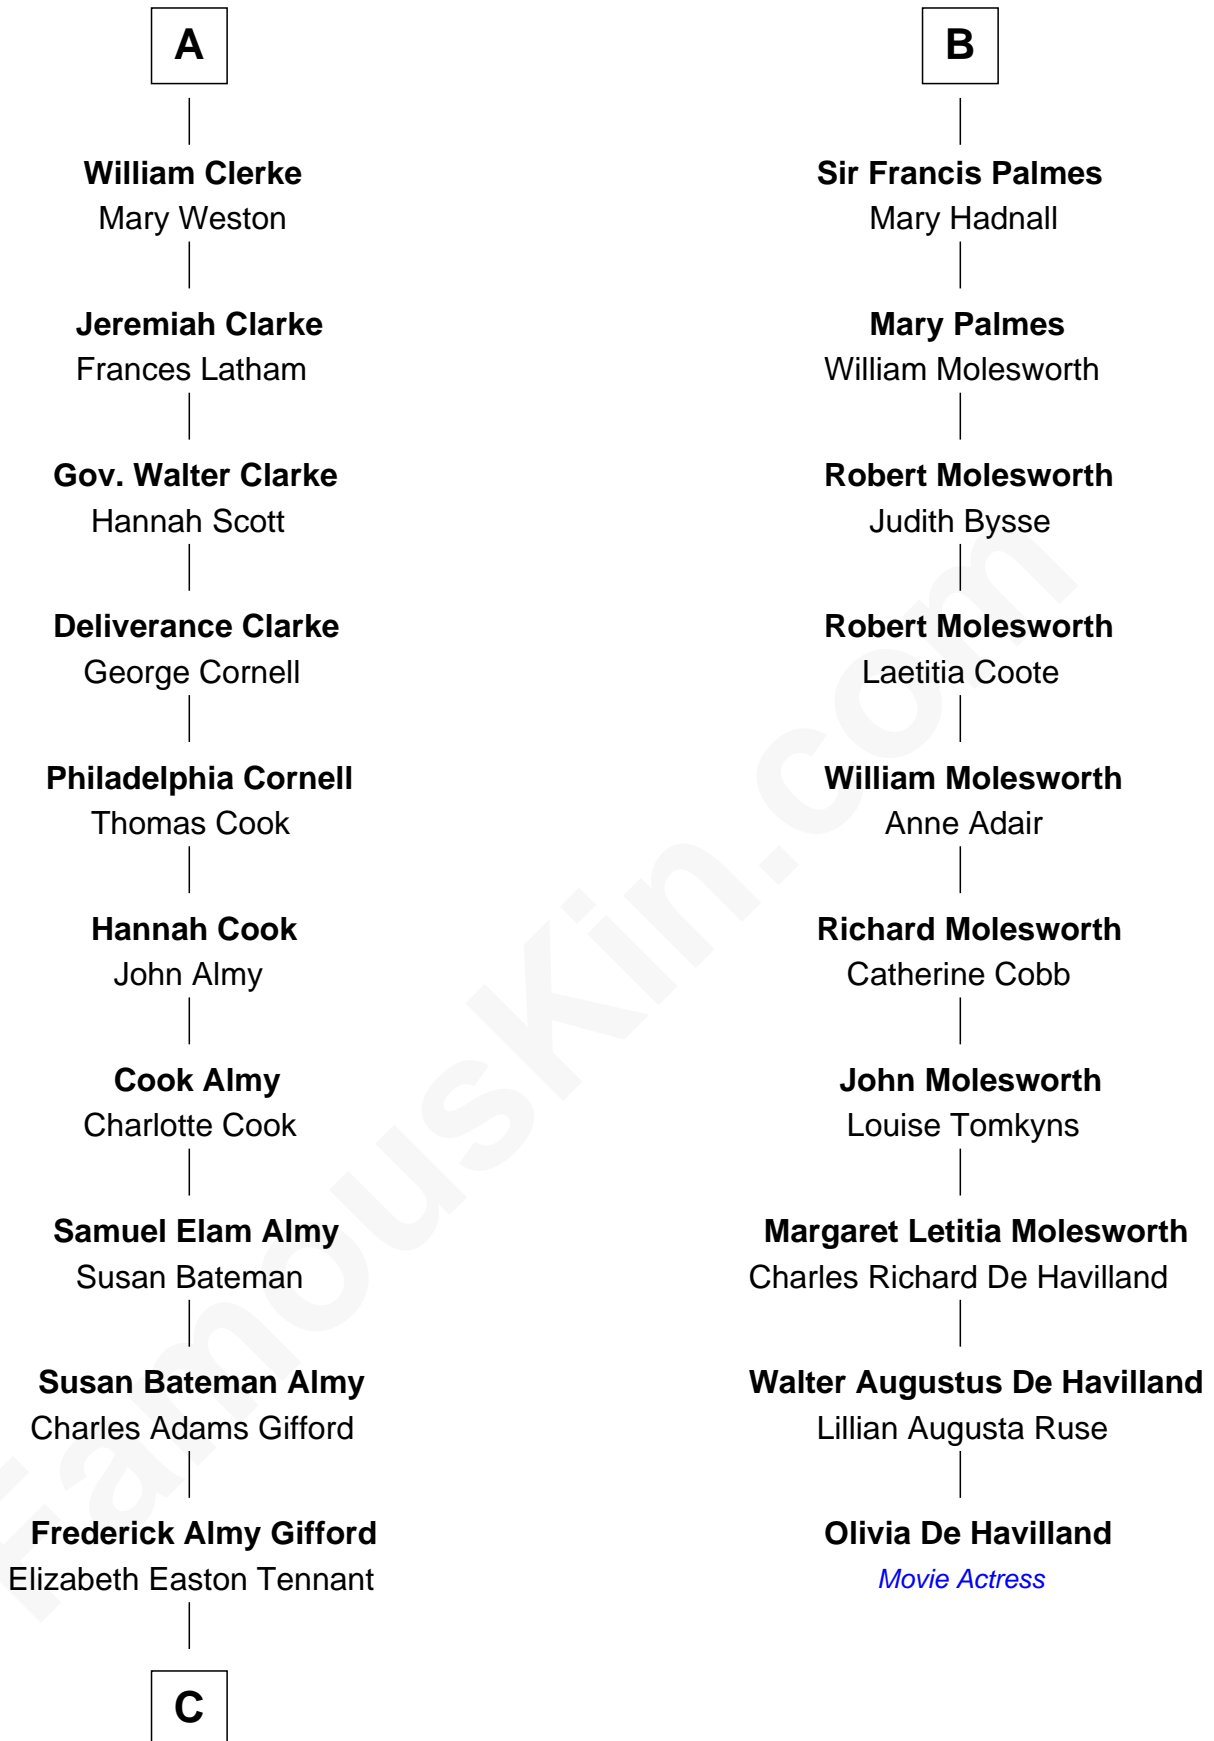 A
William Clerke
Mary Weston
Jeremiah Clarke
Frances Latham
Gov. Walter Clarke
Hannah Scott
Deliverance Clarke
George Cornell
Philadelphia Cornell
Thomas Cook
Hannah Cook
John Almy
Cook Almy
Charlotte Cook
Samuel Elam Almy
Susan Bateman
Susan Bateman Almy
Charles Adams Gifford
Frederick Almy Gifford
Elizabeth Easton Tennant
C
B
Sir Francis Palmes
Mary Hadnall
Mary Palmes
William Molesworth
Robert Molesworth
Judith Bysse
Robert Molesworth
Laetitia Coote
William Molesworth
Anne Adair
Richard Molesworth
Catherine Cobb
John Molesworth
Louise Tomkyns
Margaret Letitia Molesworth
Charles Richard De Havilland
Walter Augustus De Havilland
Lillian Augusta Ruse
Olivia De Havilland
Movie Actress
FamousKin.com